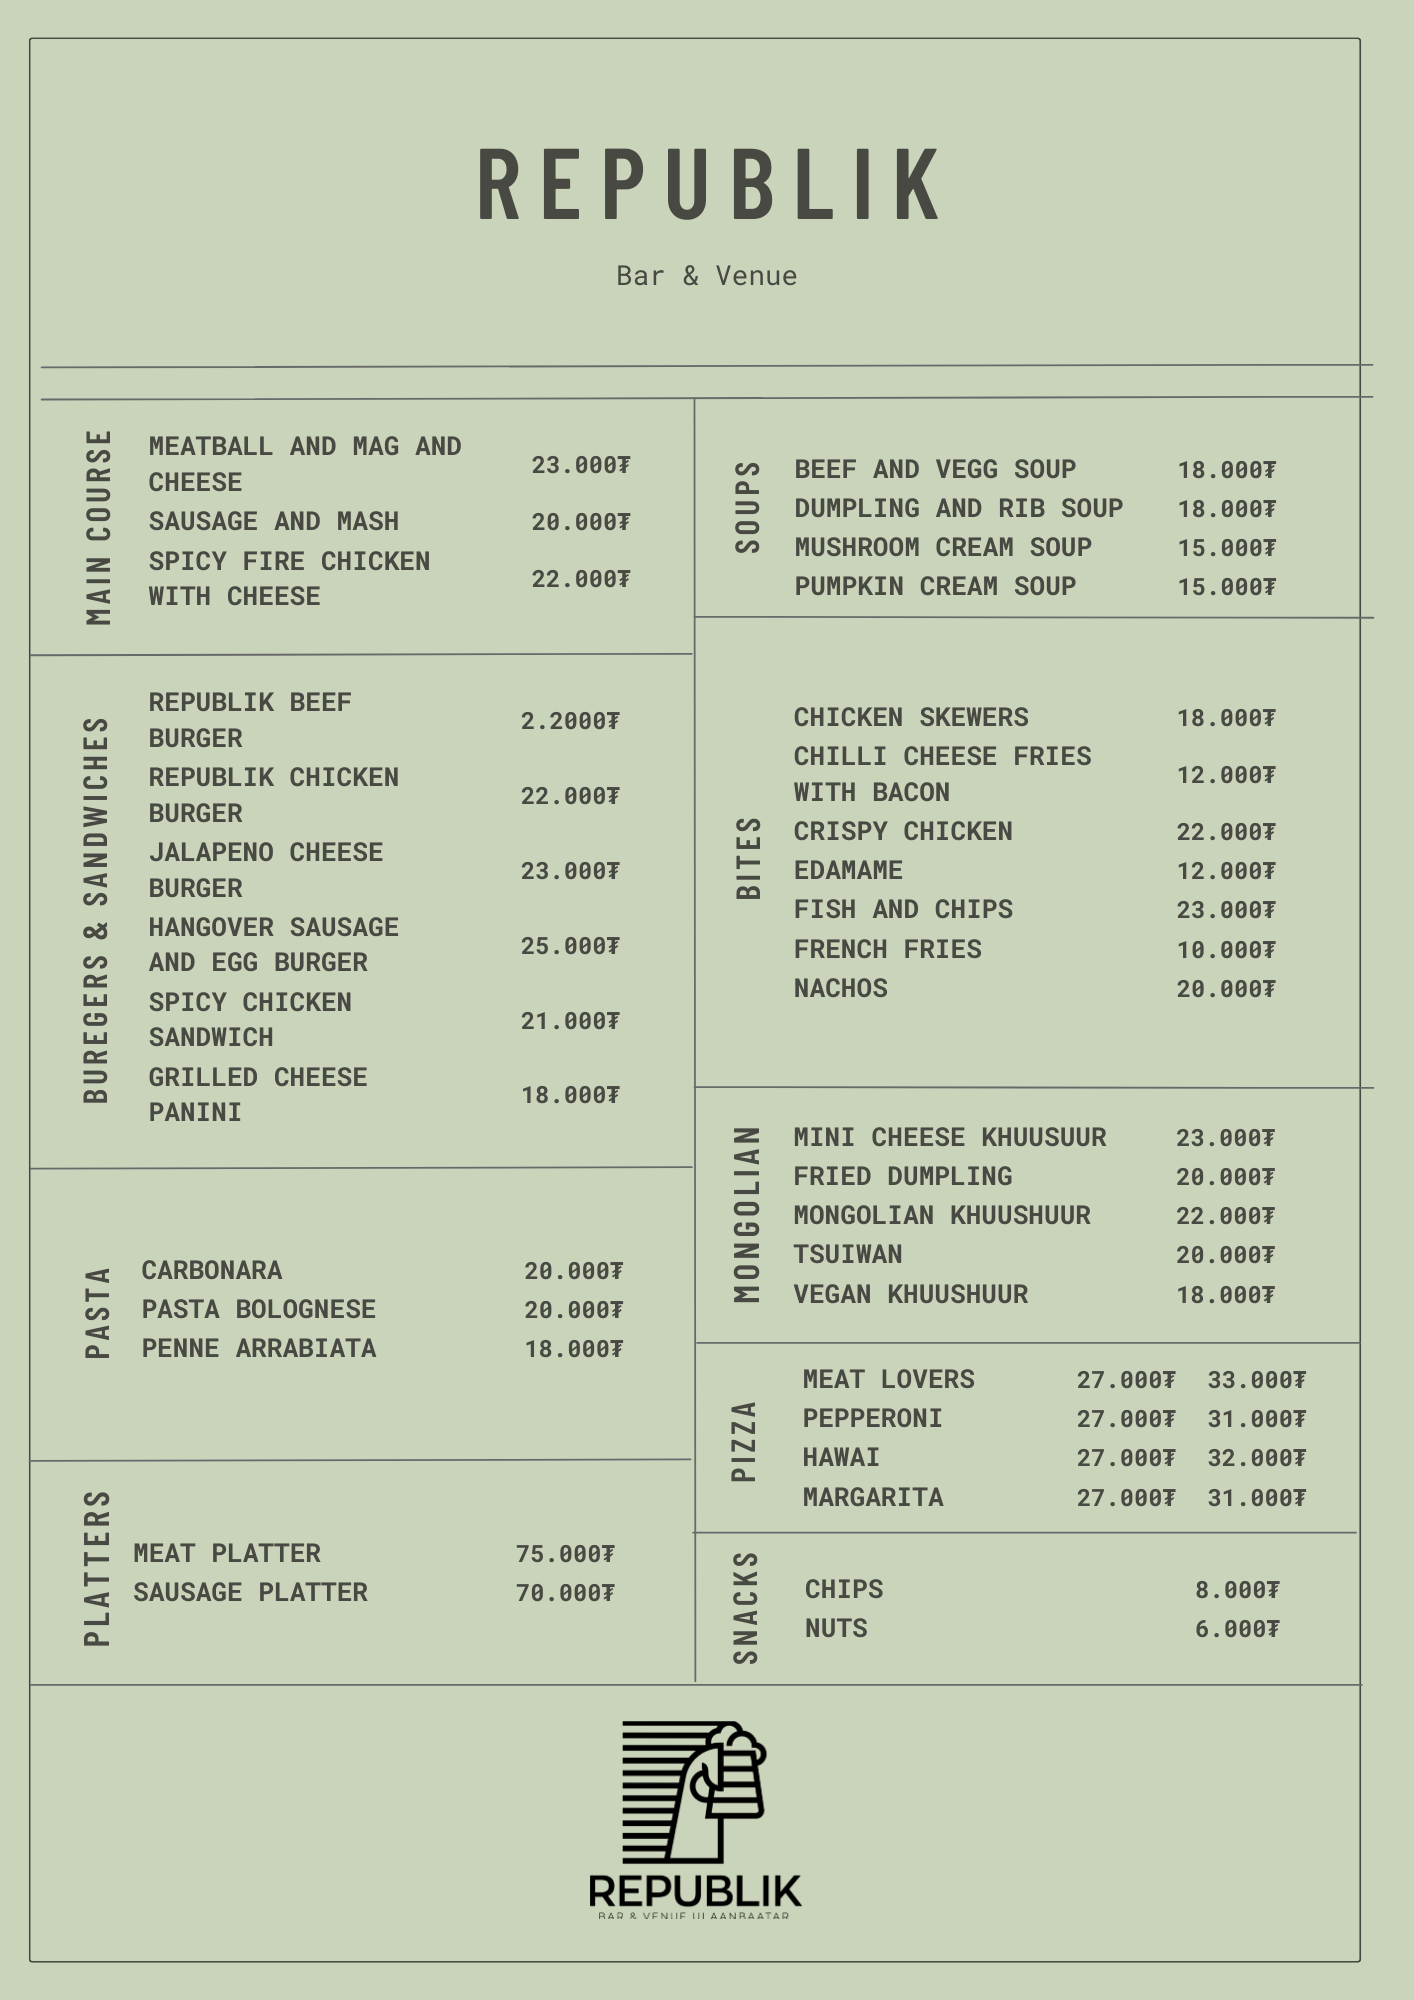 REPUBLIK
Bar & Venue
MAIN COURSE
MEATBALL AND MAG AND
CHEESE
23.000₮
SAUSAGE AND MASH 20.000₮
SPICY FIRE CHICKEN
WITH CHEESE
22.000₮
BUREGERS & SANDWICHES
REPUBLIK BEEF
BURGER
2.2000₮
REPUBLIK CHICKEN
BURGER
22.000₮
JALAPENO CHEESE
BURGER
23.000₮
HANGOVER SAUSAGE
AND EGG BURGER
25.000₮
SPICY CHICKEN
SANDWICH
21.000₮
GRILLED CHEESE
PANINI
18.000₮
PASTA
CARBONARA 20.000₮
PASTA BOLOGNESE 20.000₮
PENNE ARRABIATA 18.000₮
PLATTERS
MEAT PLATTER 75.000₮
SAUSAGE PLATTER 70.000₮
SOUPS
BEEF AND VEGG SOUP 18.000₮
DUMPLING AND RIB SOUP 18.000₮
MUSHROOM CREAM SOUP 15.000₮
PUMPKIN CREAM SOUP 15.000₮
BITES
CHICKEN SKEWERS 18.000₮
CHILLI CHEESE FRIES
WITH BACON
12.000₮
CRISPY CHICKEN 22.000₮
EDAMAME 12.000₮
FISH AND CHIPS 23.000₮
FRENCH FRIES 10.000₮
NACHOS 20.000₮
MONGOLIAN
MINI CHEESE KHUUSUUR 23.000₮
FRIED DUMPLING 20.000₮
MONGOLIAN KHUUSHUUR 22.000₮
TSUIWAN 20.000₮
VEGAN KHUUSHUUR 18.000₮
PIZZA
MEAT LOVERS 27.000₮ 33.000₮
PEPPERONI 27.000₮ 31.000₮
HAWAI 27.000₮ 32.000₮
MARGARITA 27.000₮ 31.000₮
SNACKS
CHIPS 8.000₮
NUTS 6.000₮
REPUBLIK
BAR & VENUE ULAANBAATAR